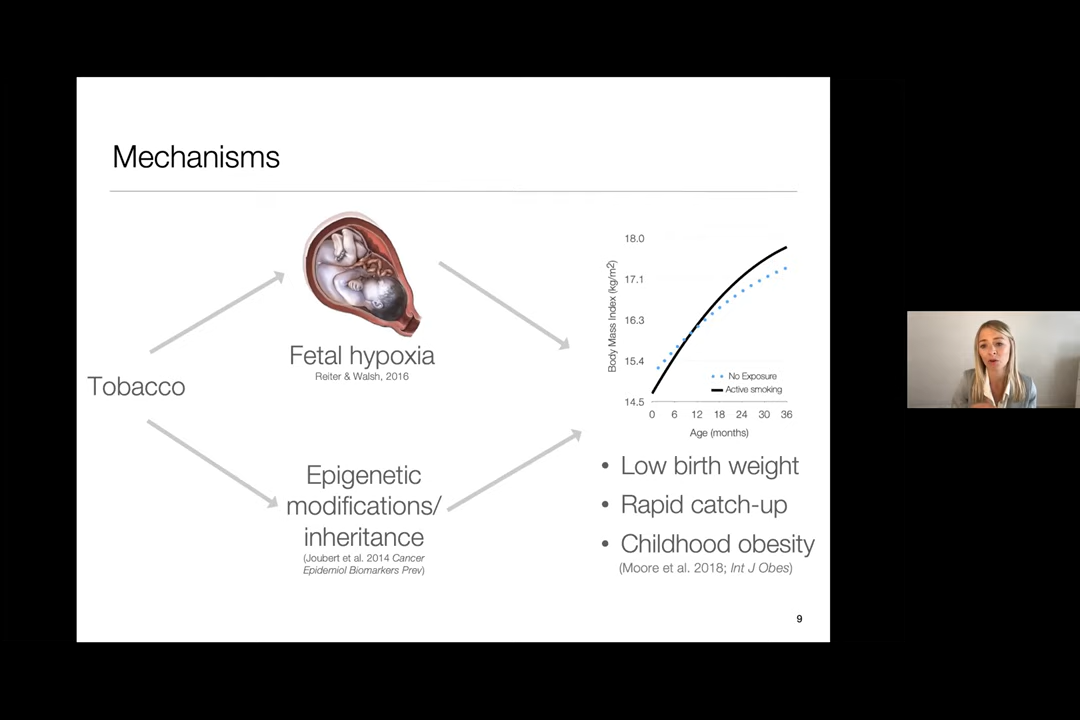 Mechanisms
Fetal hypoxia
Reiter & Walsh, 2016
Tobacco
Epigenetic
modifications/
inheritance
(Joubert et al. 2014 Cancer
Epidemiol Biomarkers Prev)
Body Mass Index (kg/m2)
18.0
17.1
16.3
15.4
14.5
No Exposure
Active smoking
0 6 12 18 24 30 36
Age (months)
• Low birth weight
• Rapid catch-up
• Childhood obesity
(Moore et al. 2018; Int J Obes)
9